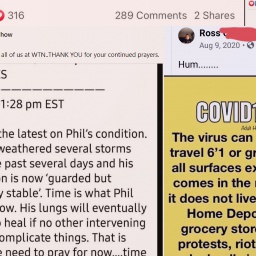 316
289 Comments 2 Shares
how
all of us at WTN..THANK YOU for your continued prayers.
S
1:28 pm EST
the latest on Phil's condition.
weathered several storms
e past several days and his
n is now 'guarded but
y stable'. Time is what Phil
ow. His lungs will eventually
o heal if no other intervening
omplicate things. That is
e need to pray for now....time
Ross
Aug 9, 2020
Hum........
COVID1
The virus can
travel 6'1 or gr
all surfaces ex
comes in the
it does not live
Home Depo
grocery stor
protests, riot